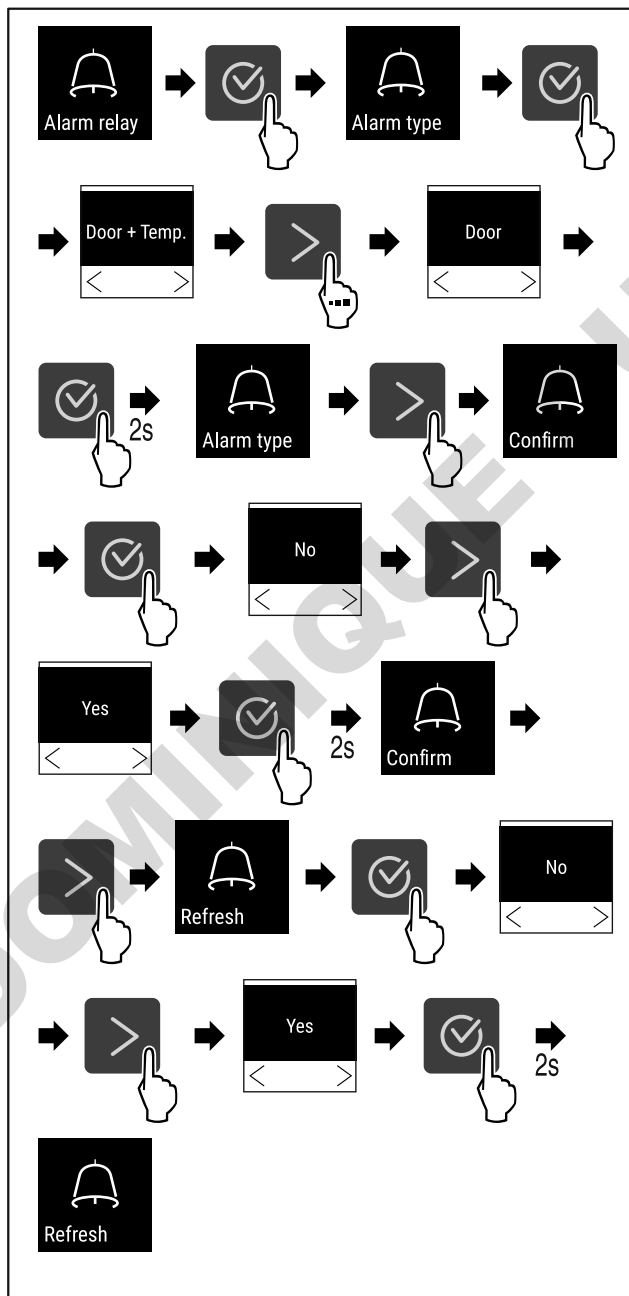 Alarm relay
Alarm type
Door + Temp.
Door
2s
Alarm type
Confirm
No
Yes
2s
Confirm
Refresh
No
Yes
2s
Refresh
DOMINIQUE